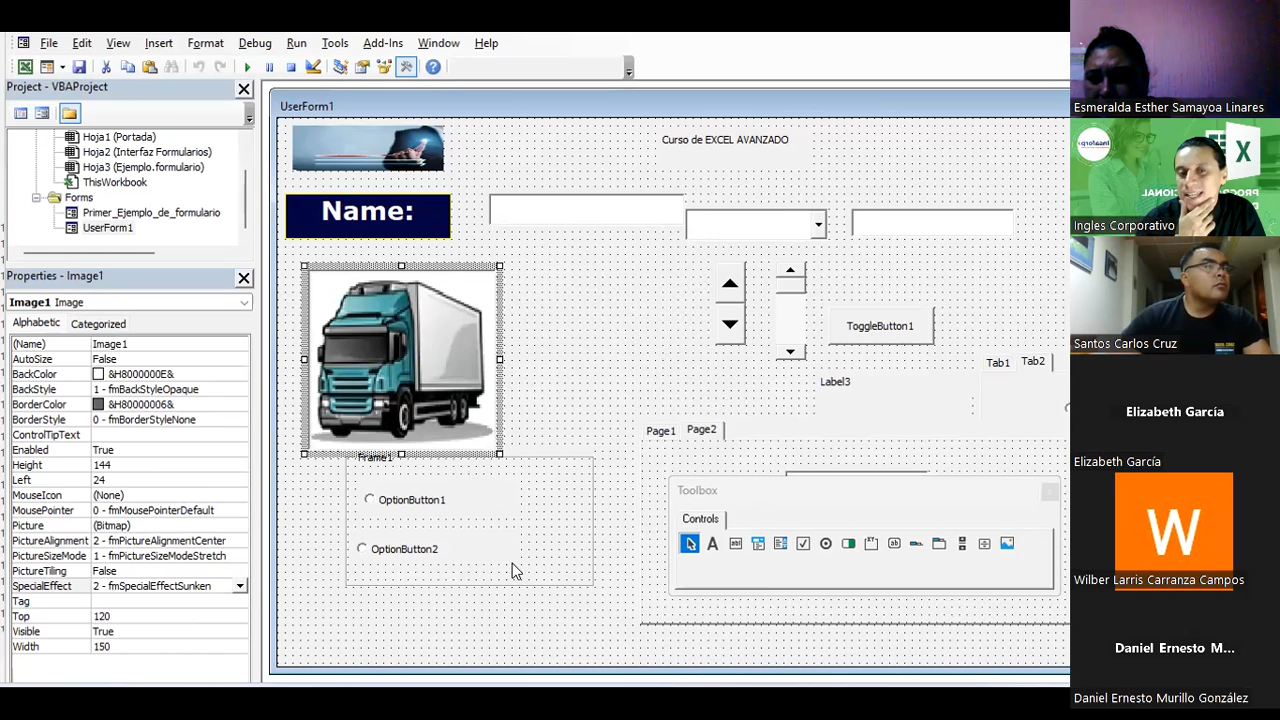 File Edit View Insert Format Debug Run Tools Add-Ins Window Help
Project - VBAProject
Hoja1 (Portada)
Hoja2 (Interfaz Formularios)
Hoja3 (Ejemplo.formulario)
ThisWorkbook
Forms
Primer_Ejemplo_de_formulario
UserForm1
Properties - Image1
Image1 Image
Alphabetic Categorized
(Name) Image1
AutoSize False
BackColor &H8000000E&
BackStyle 1 - fmBackStyleOpaque
BorderColor &H80000006&
BorderStyle 0 - fmBorderStyleNone
ControlTipText
Enabled True
Height 144
Left 24
MouseIcon (None)
MousePointer 0 - fmMousePointerDefault
Picture (Bitmap)
PictureAlignment 2 - fmPictureAlignmentCenter
PictureSizeMode 1 - fmPictureSizeModeStretch
PictureTiling False
SpecialEffect 2 - fmSpecialEffectSunken
Tag
Top 120
Visible True
Width 150
UserForm1
Curso de EXCEL AVANZADO
Name:
ToggleButton1
Tab1 Tab2
Label3
Page1 Page2
Frame1
OptionButton1
OptionButton2
Toolbox
Controls
Esmeralda Esther Samayoa Linares
Ingles Corporativo
Santos Carlos Cruz
Elizabeth García
Elizabeth García
W
Wilber Larris Carranza Campos
Daniel Ernesto M...
Daniel Ernesto Murillo González